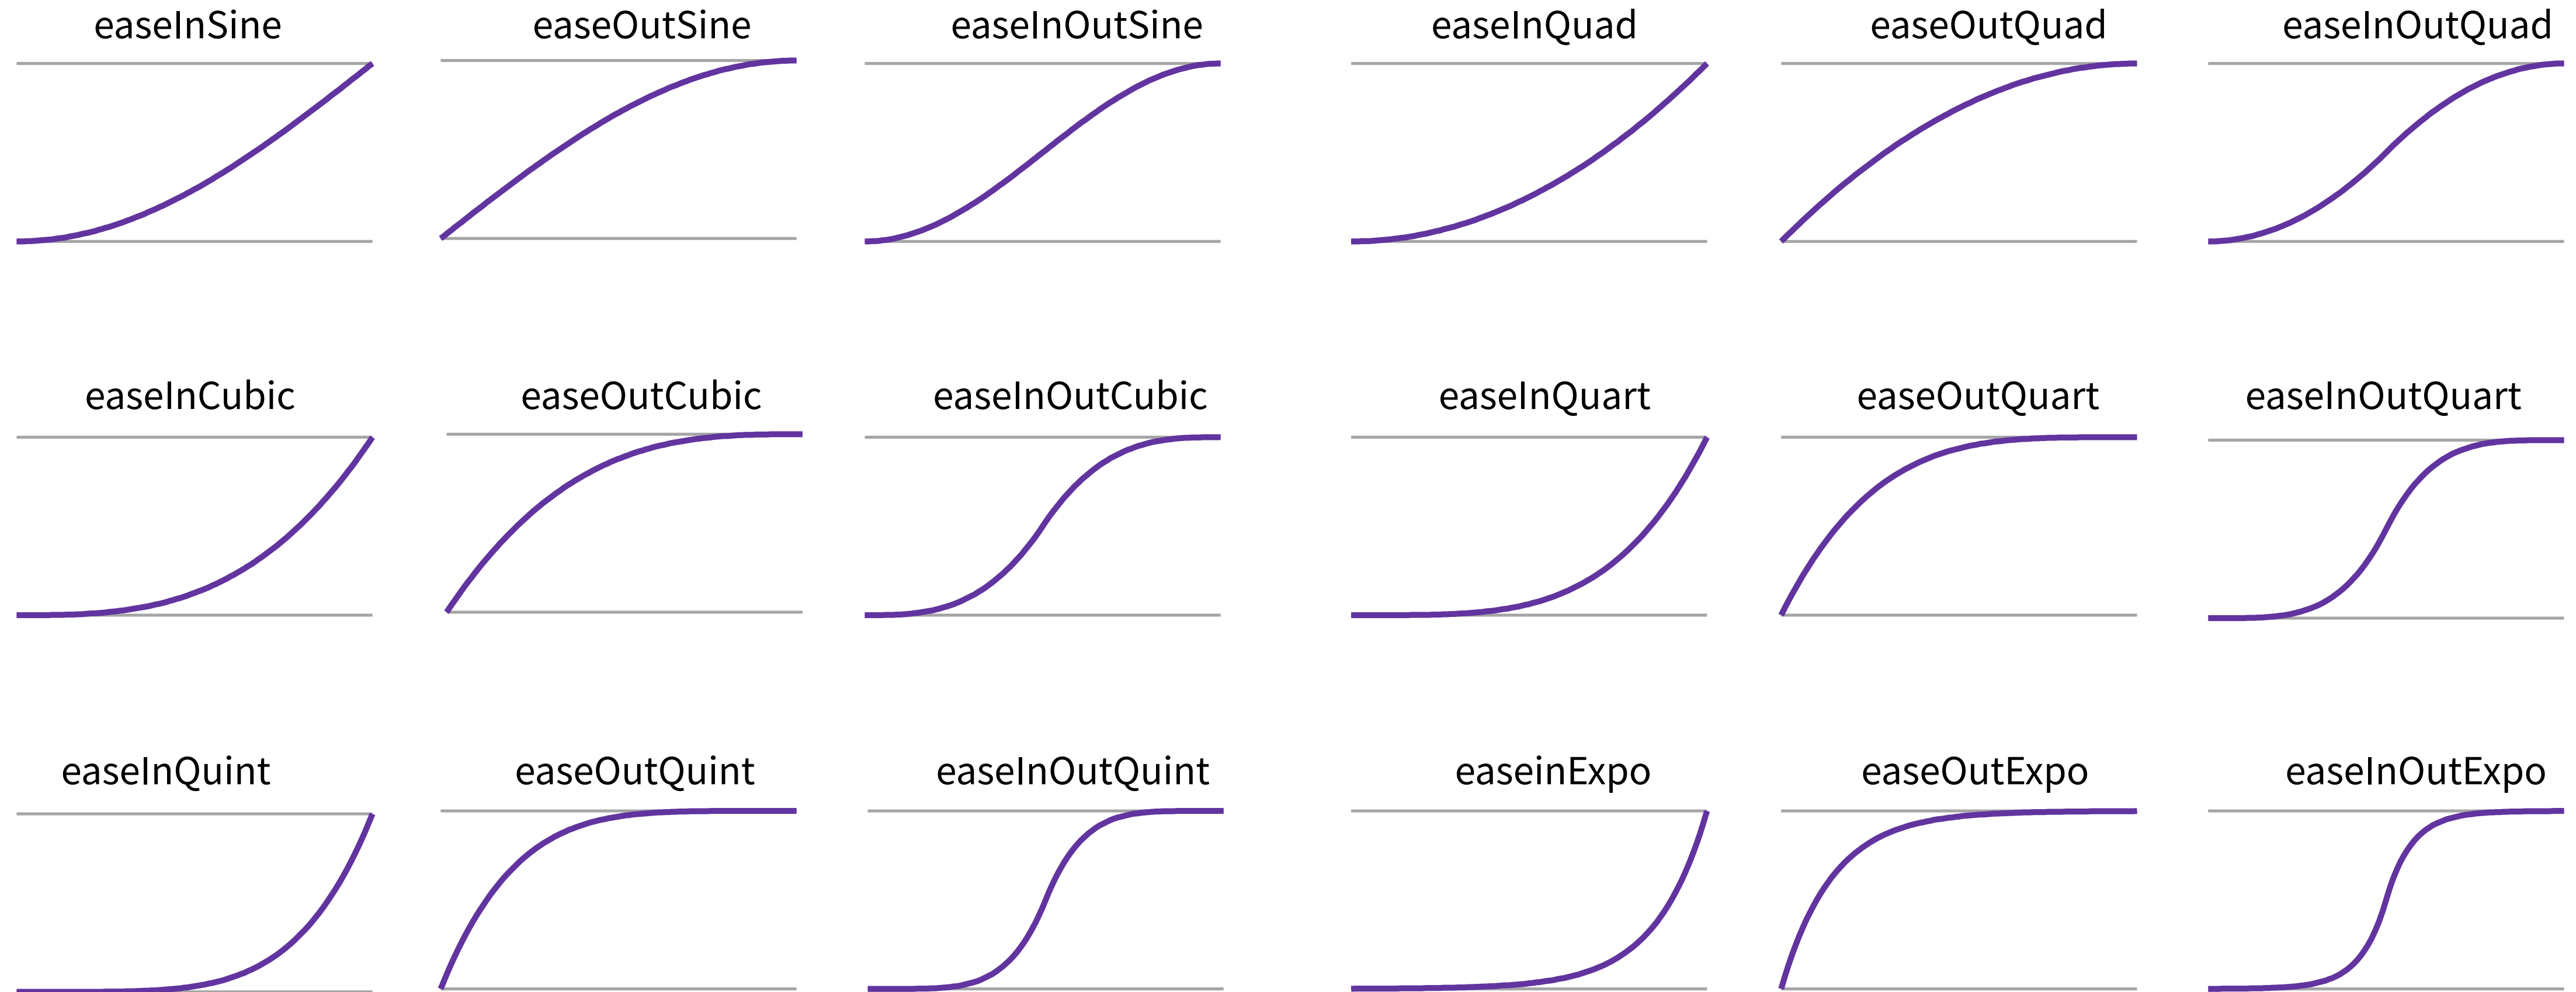 easeInSine
easeOutSine
easeInOutSine
easeInQuad
easeOutQuad
easeInOutQuad
easeInCubic
easeOutCubic
easeInOutCubic
easeInQuart
easeOutQuart
easeInOutQuart
easeInQuint
easeOutQuint
easeInOutQuint
easeinExpo
easeOutExpo
easeInOutExpo